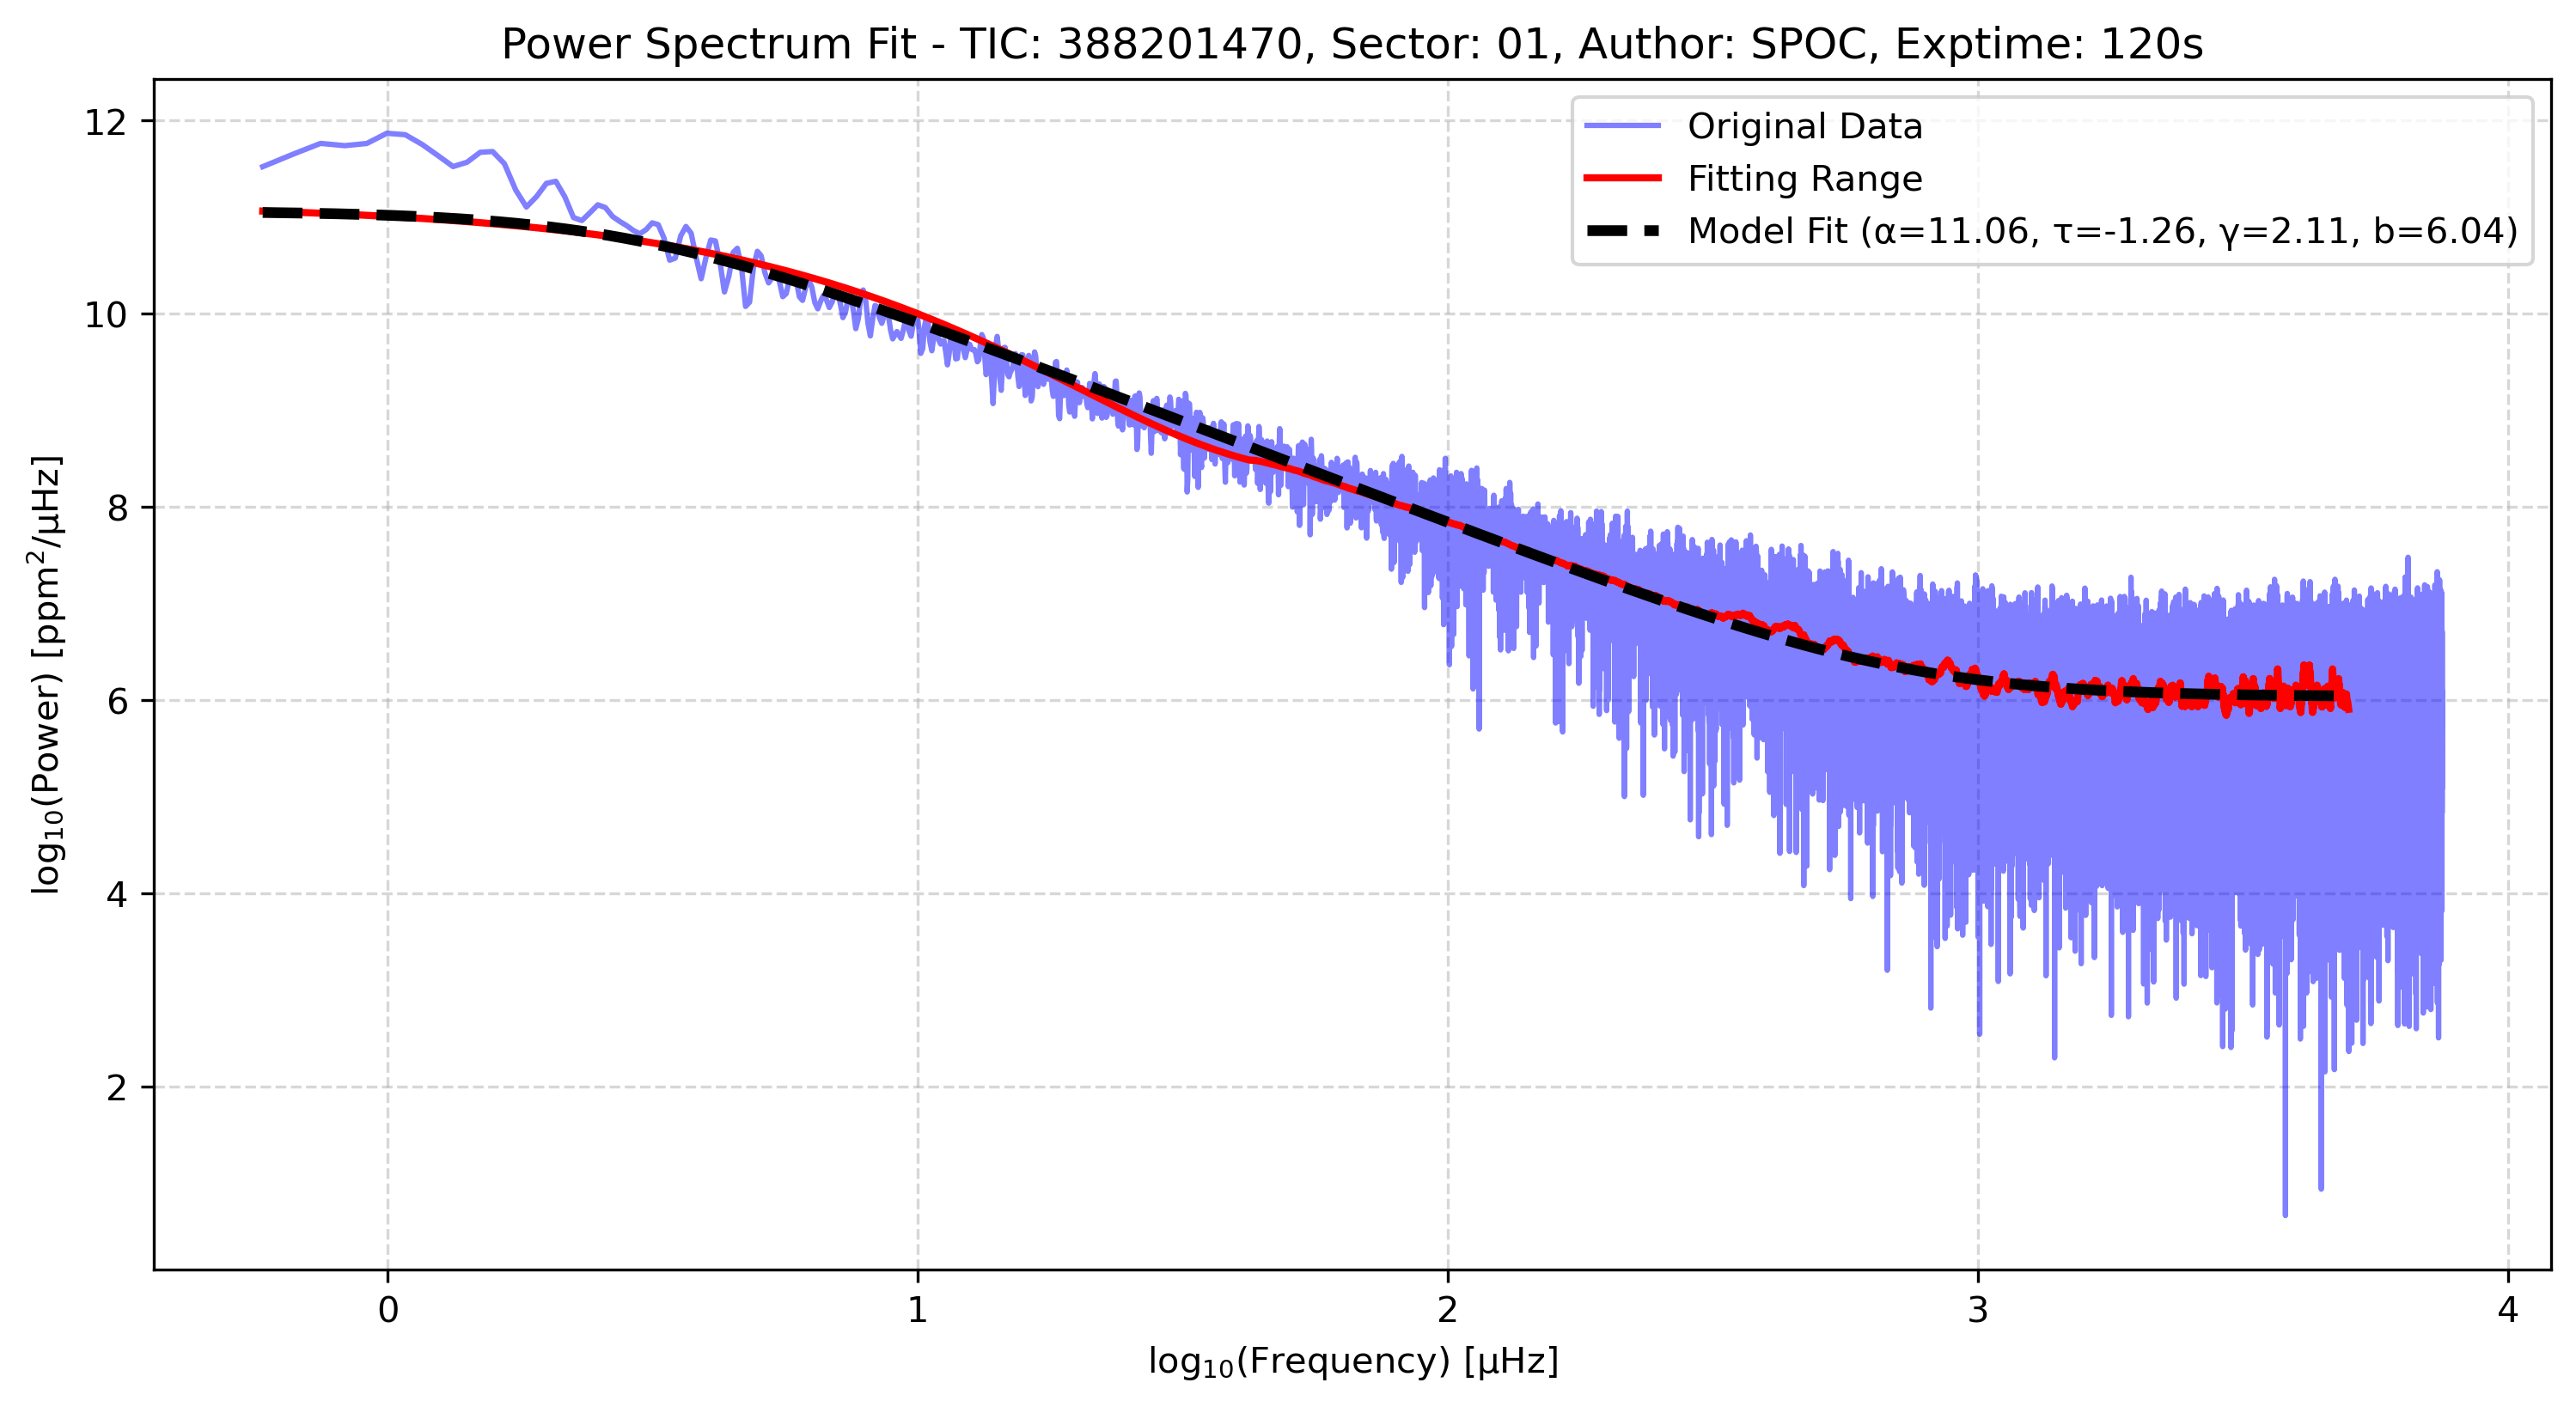 Power Spectrum Fit - TIC: 388201470, Sector: 01, Author: SPOC, Exptime: 120s
Original Data
Fitting Range
Model Fit (α=11.06, τ=-1.26, γ=2.11, b=6.04)
log₁₀(Power) [ppm²/μHz]
12
10
8
6
4
2
0 1 2 3 4
log₁₀(Frequency) [μHz]